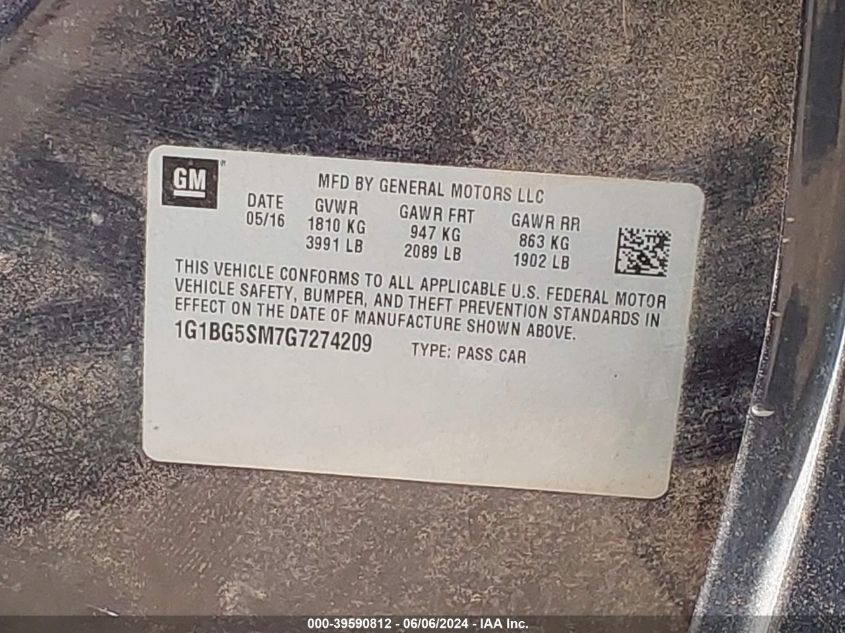 GM®
MFD BY GENERAL MOTORS LLC
DATE GVWR GAWR FRT GAWR RR
05/16 1810 KG 947 KG 863 KG
3991 LB 2089 LB 1902 LB
THIS VEHICLE CONFORMS TO ALL APPLICABLE U.S. FEDERAL MOTOR
VEHICLE SAFETY, BUMPER, AND THEFT PREVENTION STANDARDS IN
EFFECT ON THE DATE OF MANUFACTURE SHOWN ABOVE.
1G1BG5SM7G7274209 TYPE: PASS CAR
000-39590812 - 06/06/2024 - IAA Inc.